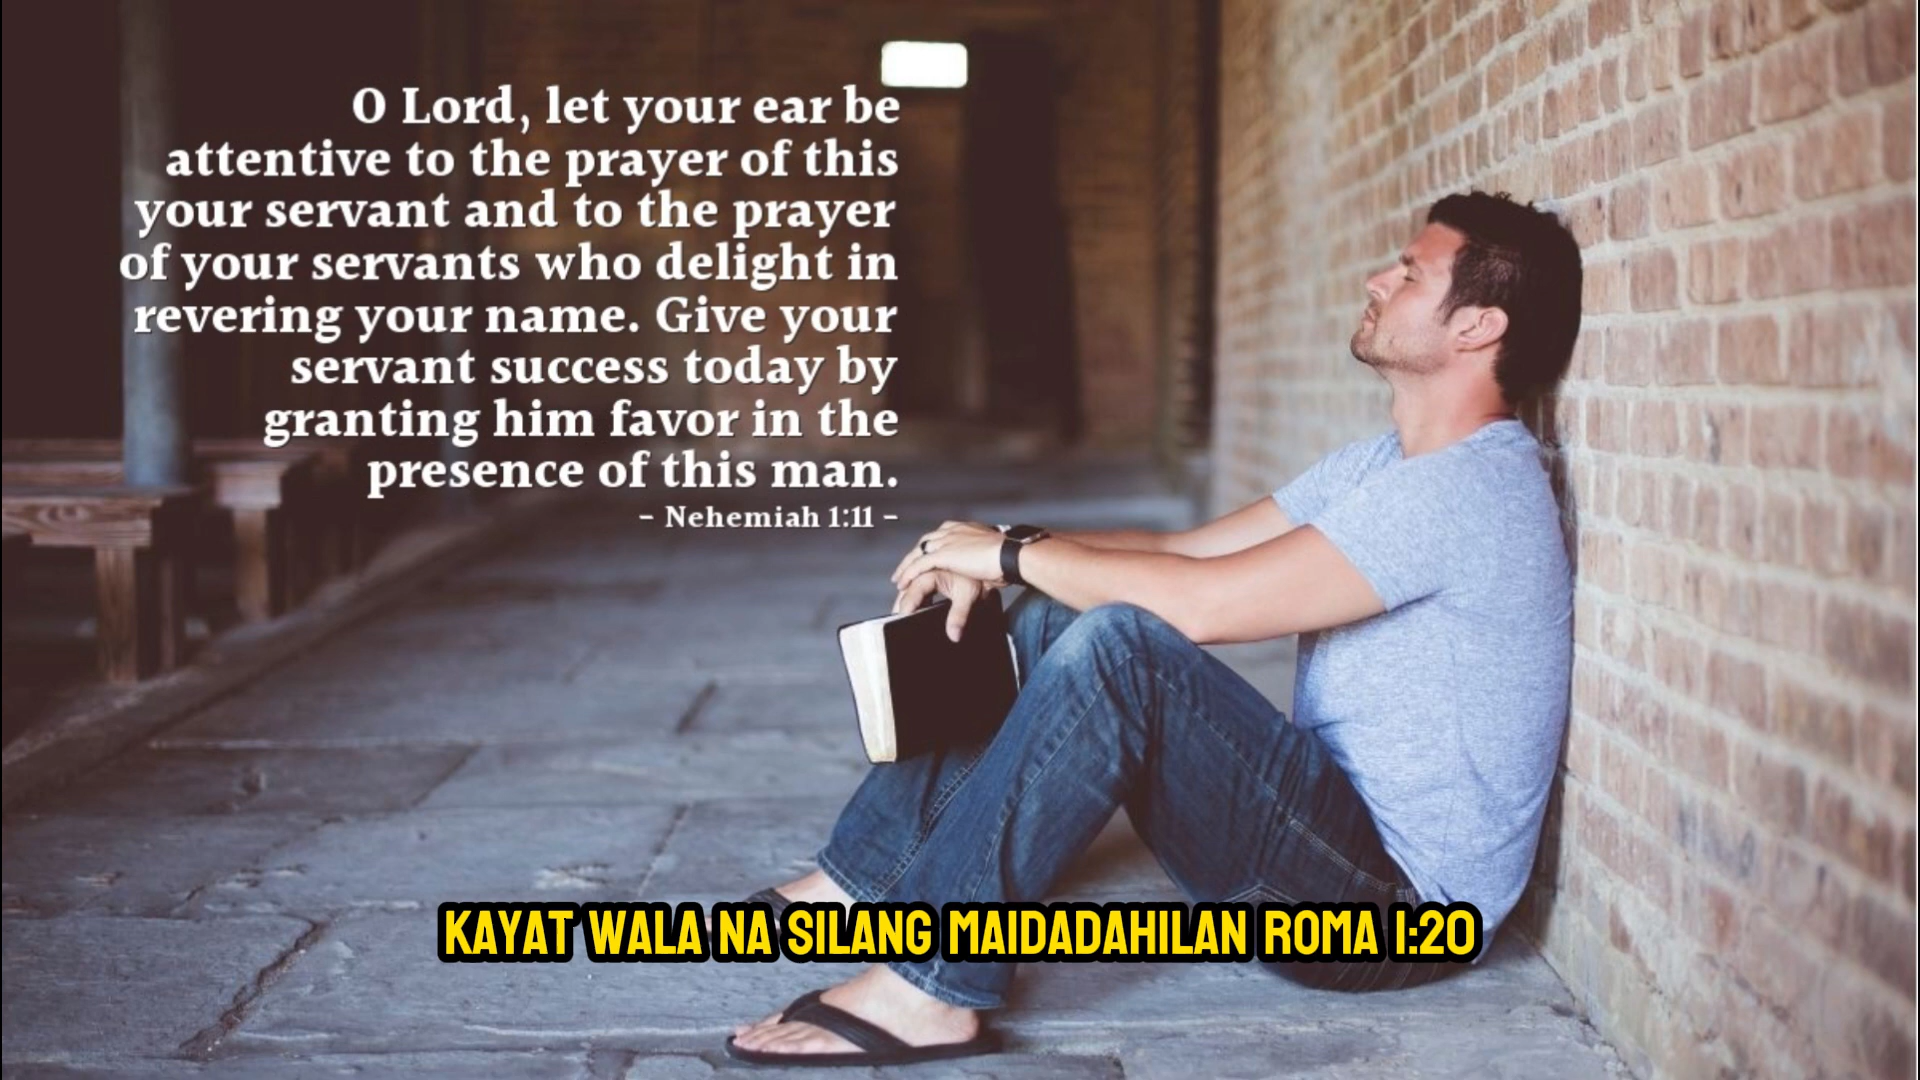 O Lord, let your ear be
attentive to the prayer of this
your servant and to the prayer
of your servants who delight in
revering your name. Give your
servant success today by
granting him favor in the
presence of this man.
- Nehemiah 1:11 -
KAYAT WALA NA SILANG MAIDADAHILAN ROMA 1:20